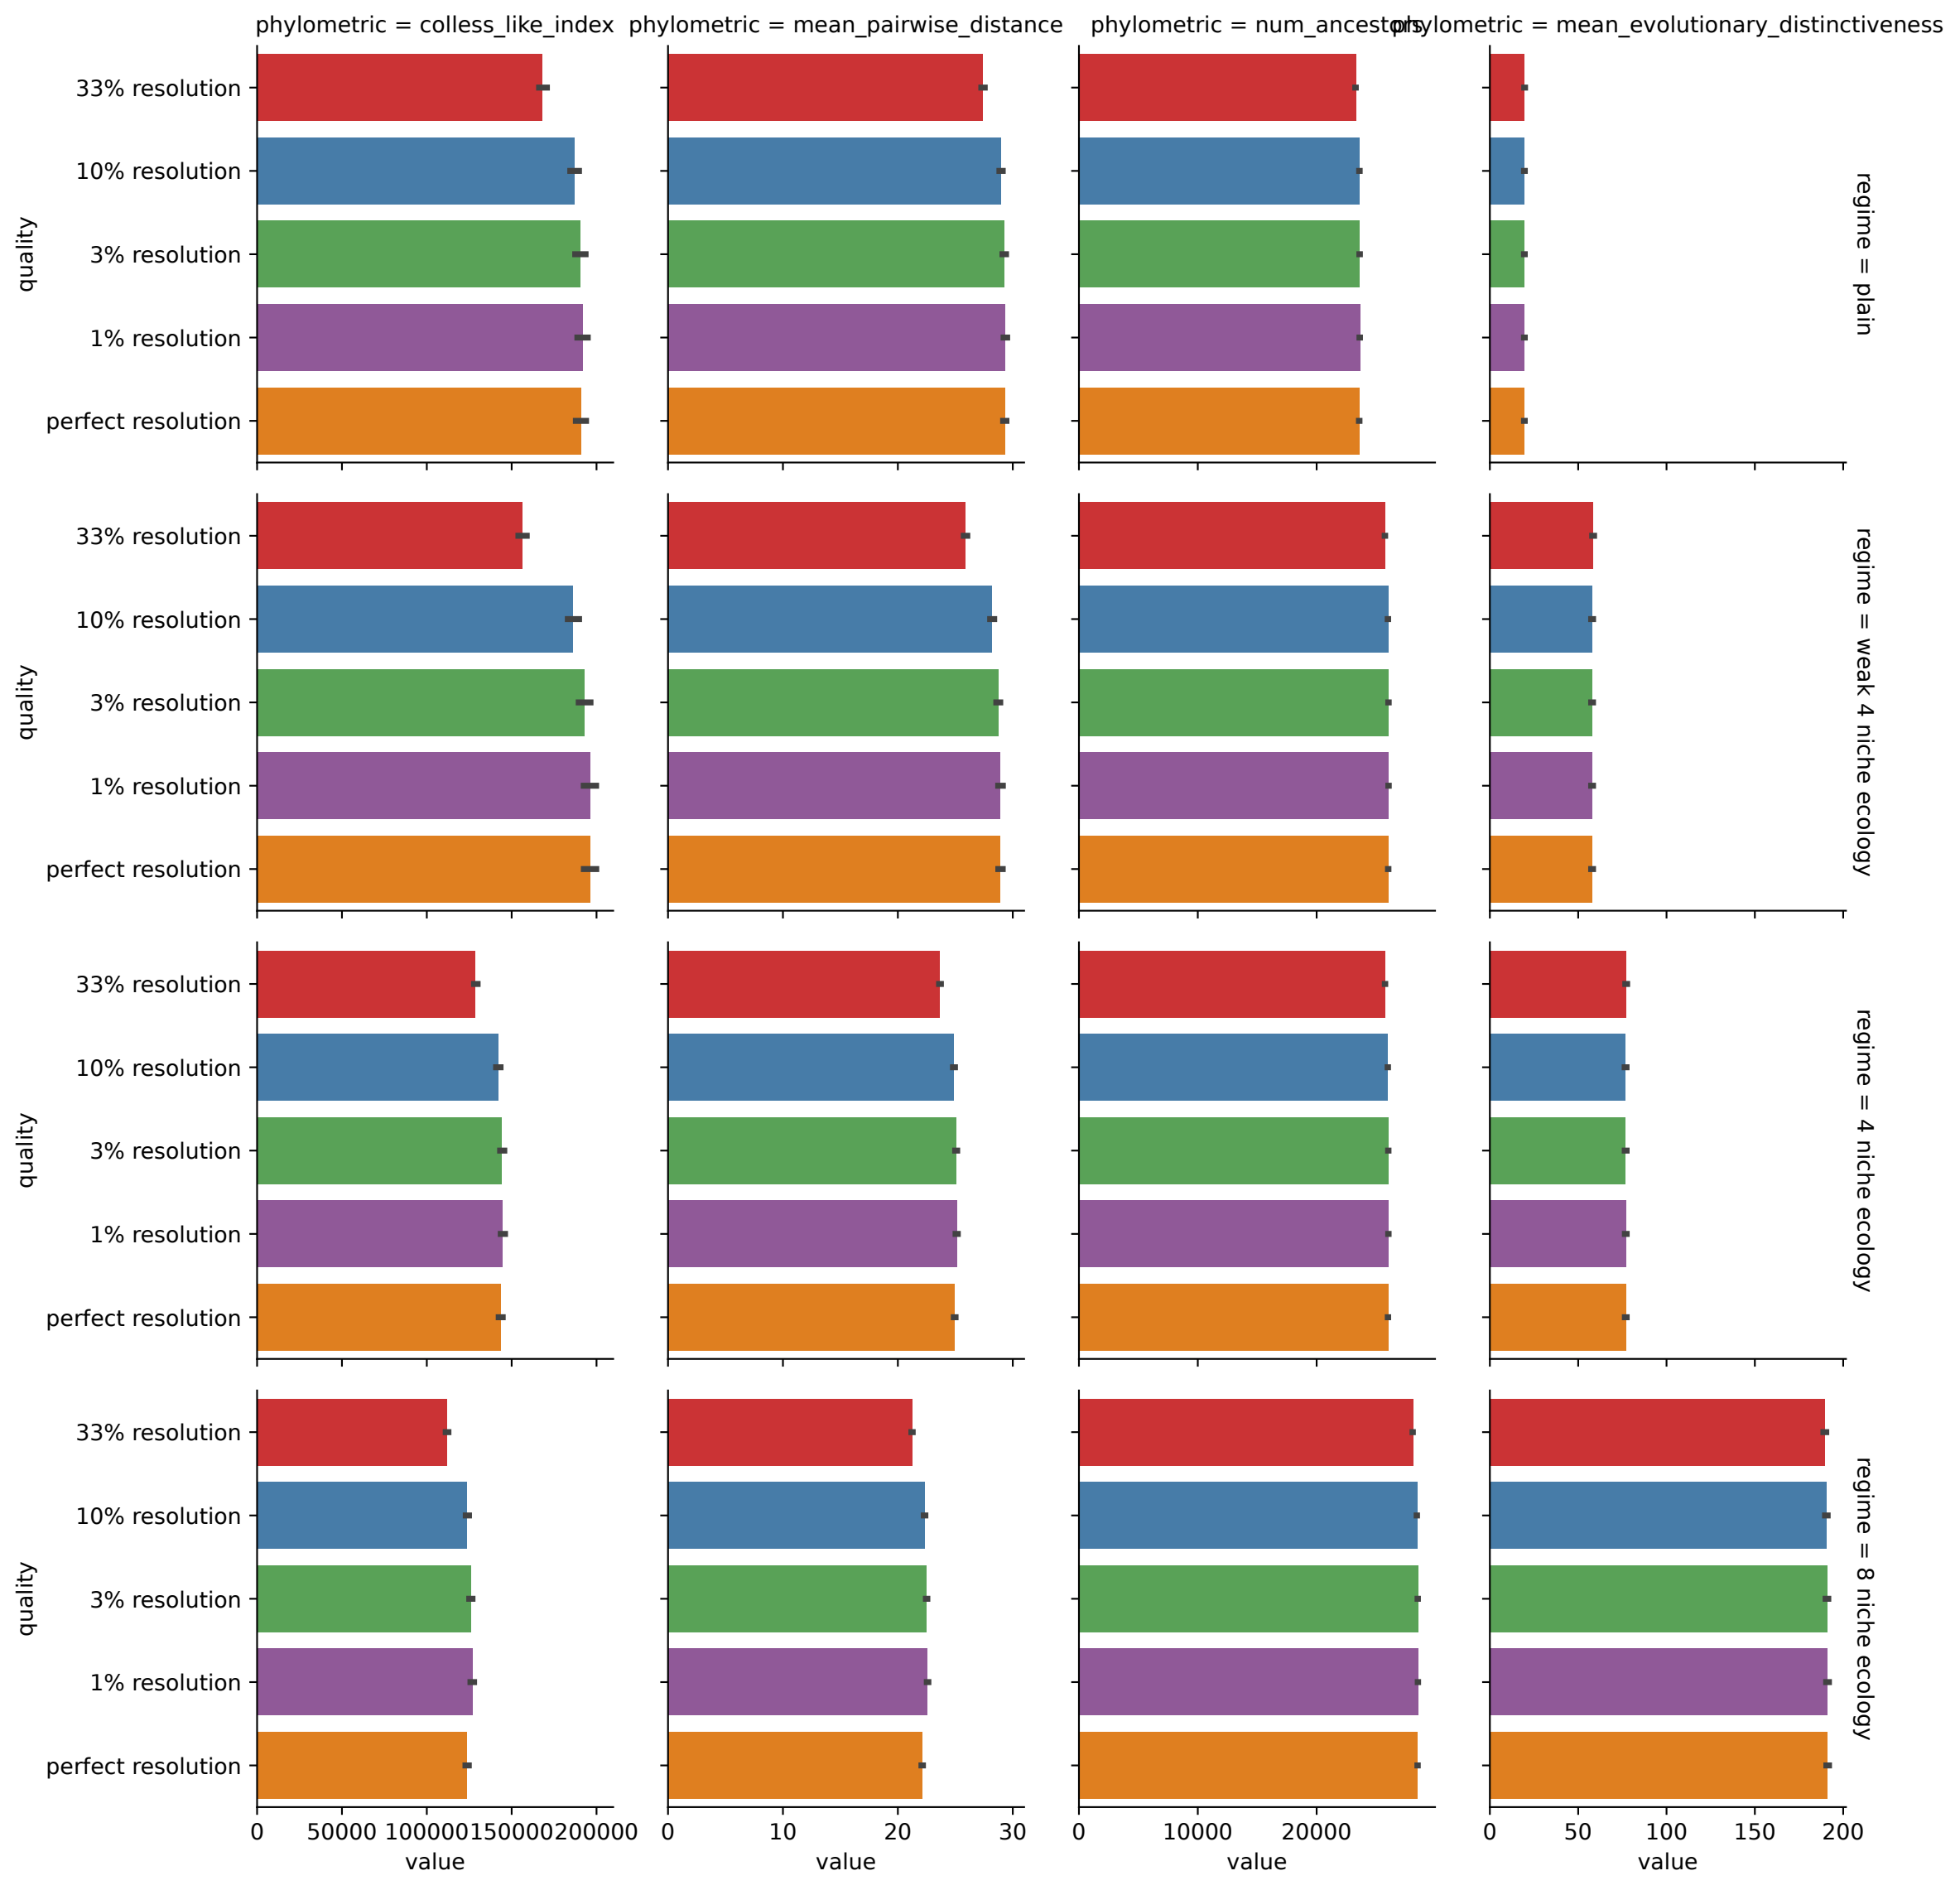 phylometric = colless_like_index
phylometric = mean_pairwise_distance
phylometric = num_ancestors
phylometric = mean_evolutionary_distinctiveness
quality
33% resolution
10% resolution
3% resolution
1% resolution
perfect resolution
regime = plain
quality
33% resolution
10% resolution
3% resolution
1% resolution
perfect resolution
regime = weak 4 niche ecology
quality
33% resolution
10% resolution
3% resolution
1% resolution
perfect resolution
regime = 4 niche ecology
quality
33% resolution
10% resolution
3% resolution
1% resolution
perfect resolution
regime = 8 niche ecology
0 50000 100000 150000 200000
0 10 20 30
0 10000 20000
0 50 100 150 200
value
value
value
value